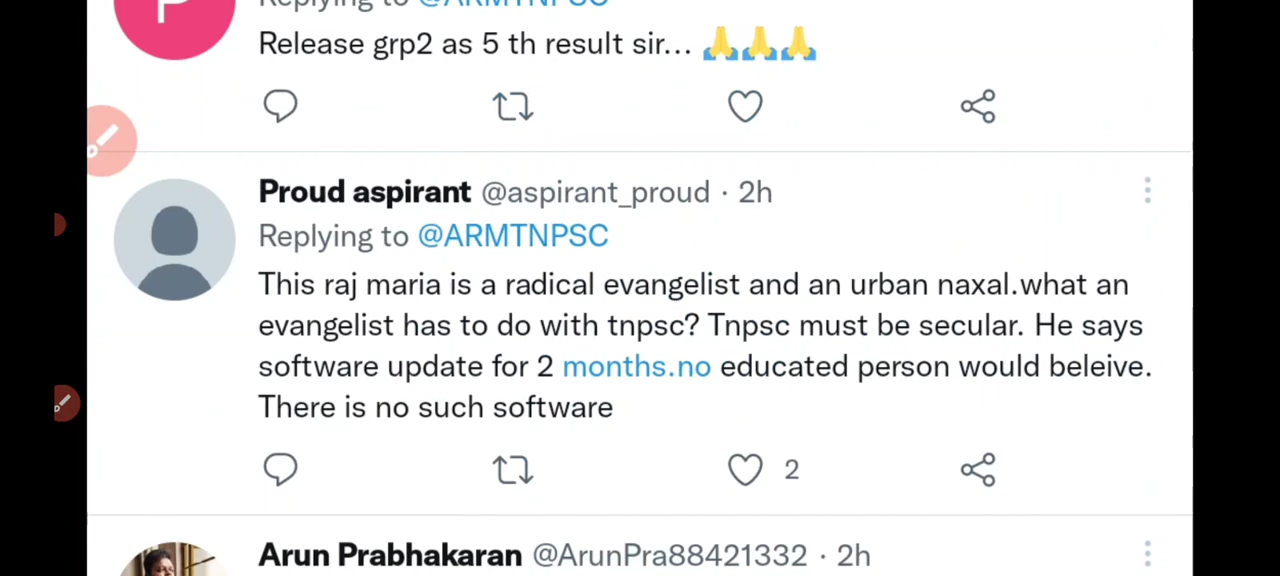 P
Replying to @ARMTNPSC
Release grp2 as 5 th result sir... 🙏🙏🙏
Proud aspirant @aspirant_proud · 2h
Replying to @ARMTNPSC
This raj maria is a radical evangelist and an urban naxal.what an
evangelist has to do with tnpsc? Tnpsc must be secular. He says
software update for 2 months.no educated person would beleive.
There is no such software
2
Arun Prabhakaran @ArunPra88421332 · 2h